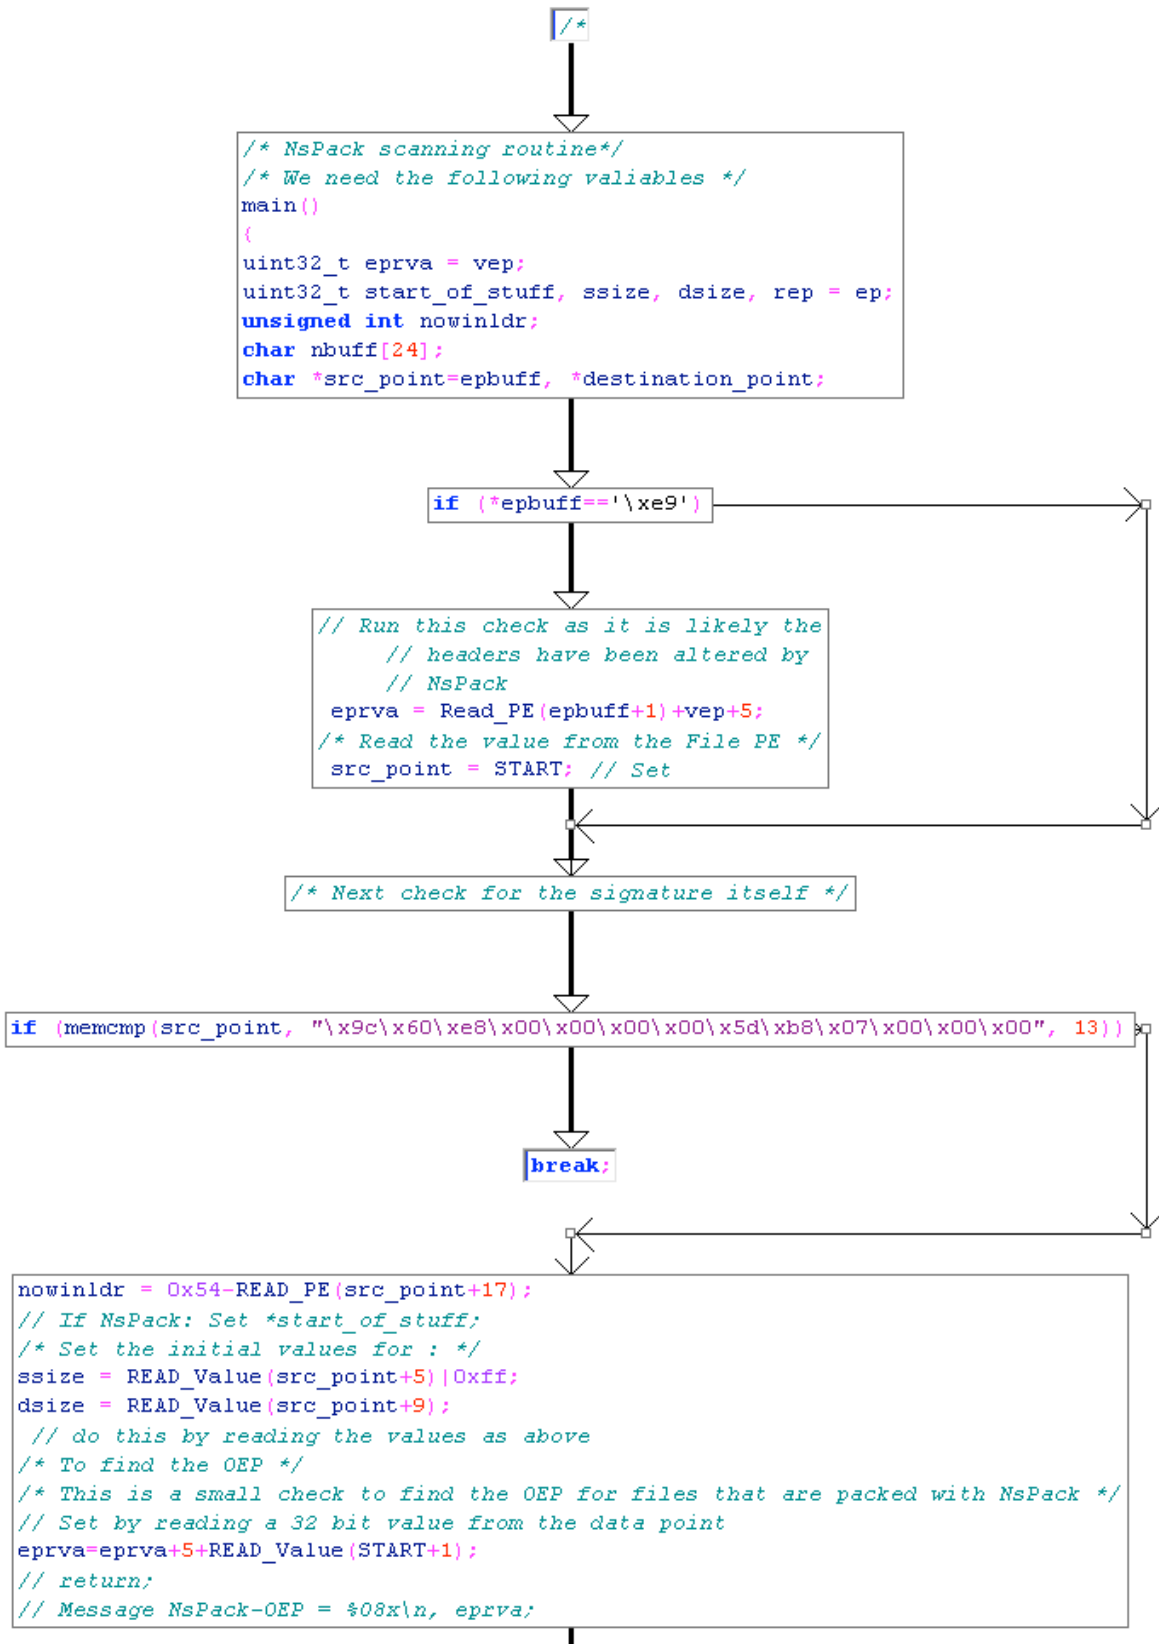 /*
/* NsPack scanning routine*/
/* We need the following valiables */
main()
{
uint32_t eprva = vep;
uint32_t start_of_stuff, ssize, dsize, rep = ep;
unsigned int nowinldr;
char nbuff[24];
char *src_point=epbuff, *destination_point;
if (*epbuff=='\xe9')
// Run this check as it is likely the
// headers have been altered by
// NsPack
eprva = Read_PE(epbuff+1)+vep+5;
/* Read the value from the File PE */
src_point = START; // Set
/* Next check for the signature itself */
if (memcmp(src_point, "\x9c\x60\xe8\x00\x00\x00\x00\x5d\xb8\x07\x00\x00\x00", 13))
break;
nowinldr = 0x54-READ_PE(src_point+17);
// If NsPack: Set *start_of_stuff;
/* Set the initial values for : */
ssize = READ_Value(src_point+5)|0xff;
dsize = READ_Value(src_point+9);
// do this by reading the values as above
/* To find the OEP */
/* This is a small check to find the OEP for files that are packed with NsPack */
// Set by reading a 32 bit value from the data point
eprva=eprva+5+READ_Value(START+1);
// return;
// Message NsPack-OEP = %08x\n, eprva;